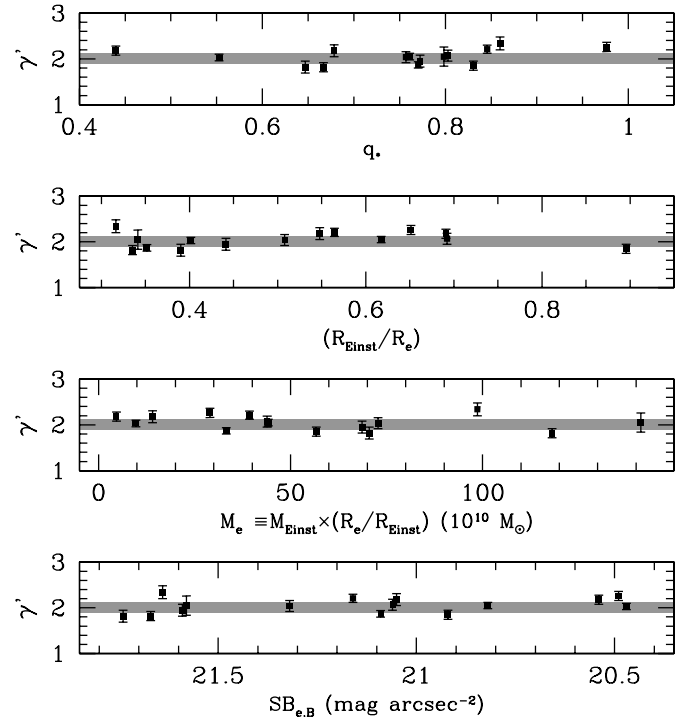 3
γ'
2
1
0.4 0.6 0.8 1
q*
3
γ'
2
1
0.4 0.6 0.8
(R_Einst/R_e)
3
γ'
2
1
0 50 100
M_e ≡M_Einst×(R_e/R_Einst) (10¹⁰ M_⊙)
3
γ'
2
1
21.5 21 20.5
SB_e,B (mag arcsec⁻²)